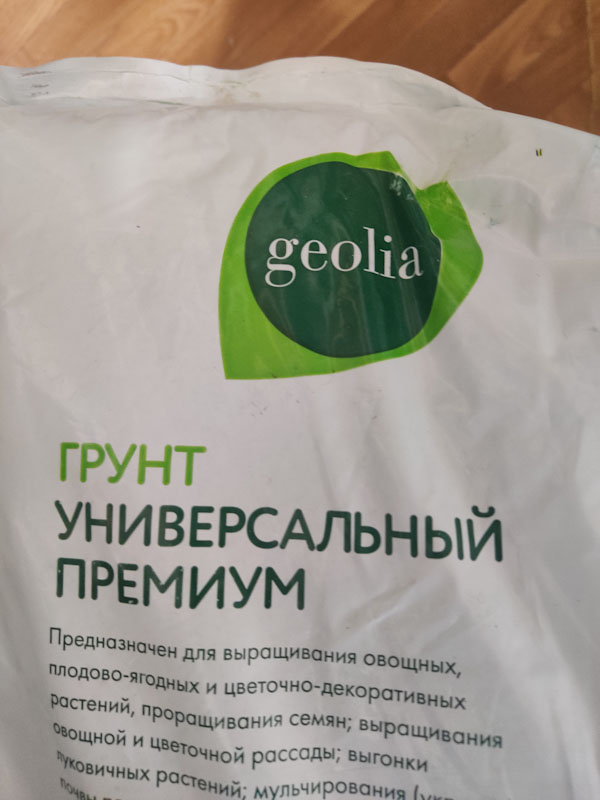 geolia
ГРУНТ
УНИВЕРСАЛЬНЫЙ
ПРЕМИУМ
Предназначен для выращивания овощных,
плодово-ягодных и цветочно-декоративных
растений, проращивания семян; выращивания
овощной и цветочной рассады; выгонки
луковичных растений; мульчирования
почвы